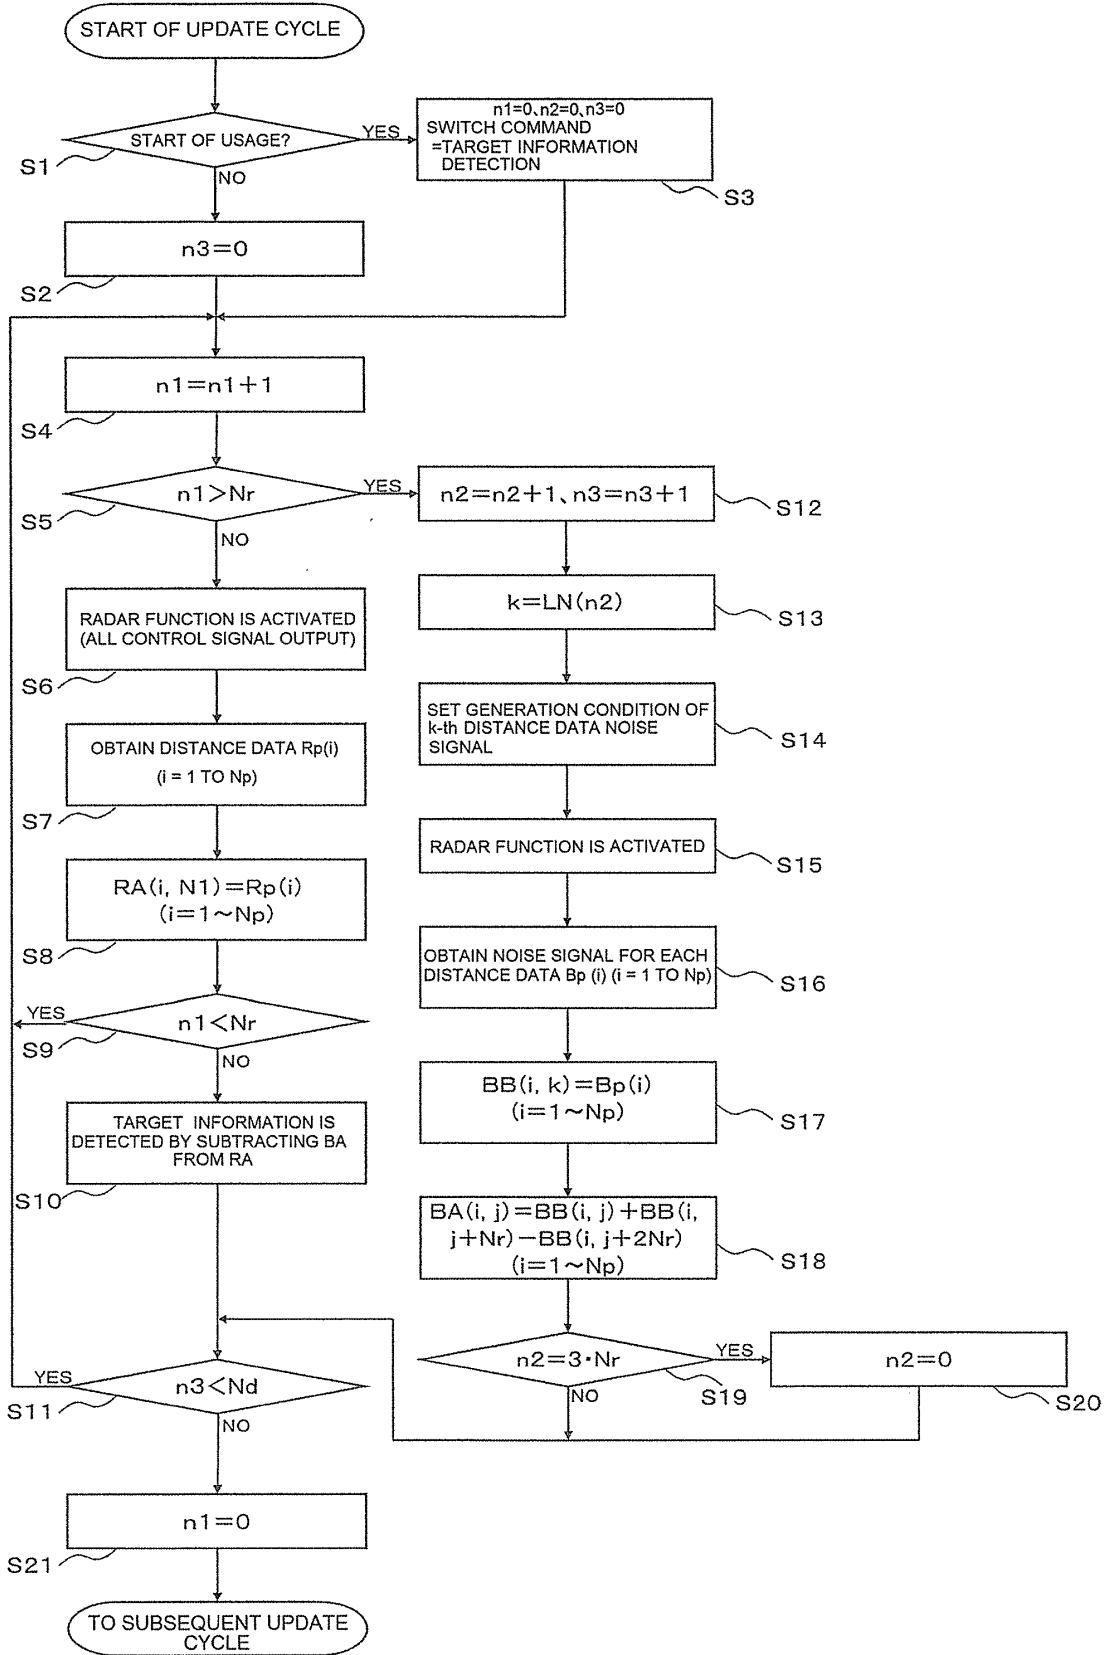 START OF UPDATE CYCLE
START OF USAGE?
YES
NO
S1
n1=0、n2=0、n3=0
SWITCH COMMAND
=TARGET INFORMATION
DETECTION
S3
n3=0
S2
n1=n1+1
S4
n1>Nr
YES
NO
S5
n2=n2+1、n3=n3+1
S12
k=LN(n2)
S13
RADAR FUNCTION IS ACTIVATED
(ALL CONTROL SIGNAL OUTPUT)
S6
SET GENERATION CONDITION OF
k-th DISTANCE DATA NOISE
SIGNAL
S14
OBTAIN DISTANCE DATA Rp(i)
(i = 1 TO Np)
S7
RADAR FUNCTION IS ACTIVATED
S15
RA(i, N1)=Rp(i)
(i=1~Np)
S8
OBTAIN NOISE SIGNAL FOR EACH
DISTANCE DATA Bp (i) (i = 1 TO Np)
S16
n1<Nr
YES
NO
S9
BB(i, k)=Bp(i)
(i=1~Np)
S17
TARGET INFORMATION IS
DETECTED BY SUBTRACTING BA
FROM RA
S10
BA(i, j)=BB(i, j)+BB(i,
j+Nr)-BB(i, j+2Nr)
(i=1~Np)
S18
n2=3・Nr
YES
NO
S19
n2=0
S20
n3<Nd
YES
NO
S11
n1=0
S21
TO SUBSEQUENT UPDATE
CYCLE